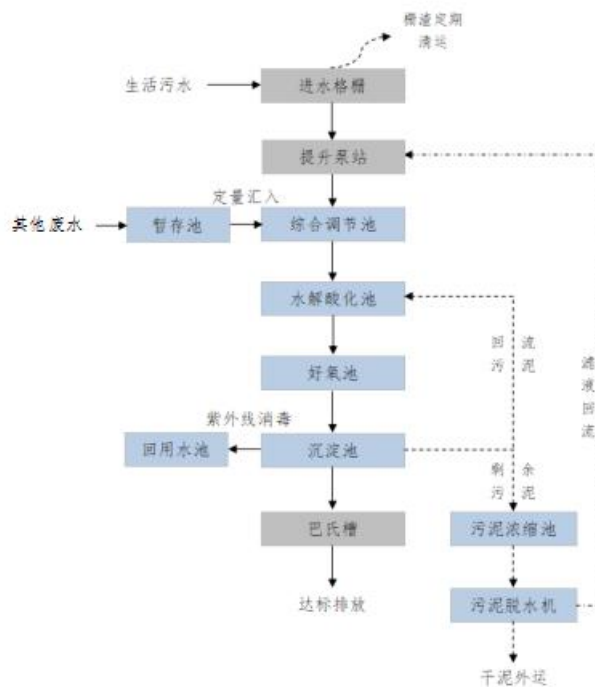 栅渣定期
清运
生活污水
进水格栅
提升泵站
定量汇入
其他废水
暂存池
综合调节池
水解酸化池
回流
污泥
滤液回流
好氧池
紫外线消毒
回用水池
沉淀池
剩余
污泥
巴氏槽
污泥浓缩池
达标排放
污泥脱水机
干泥外运